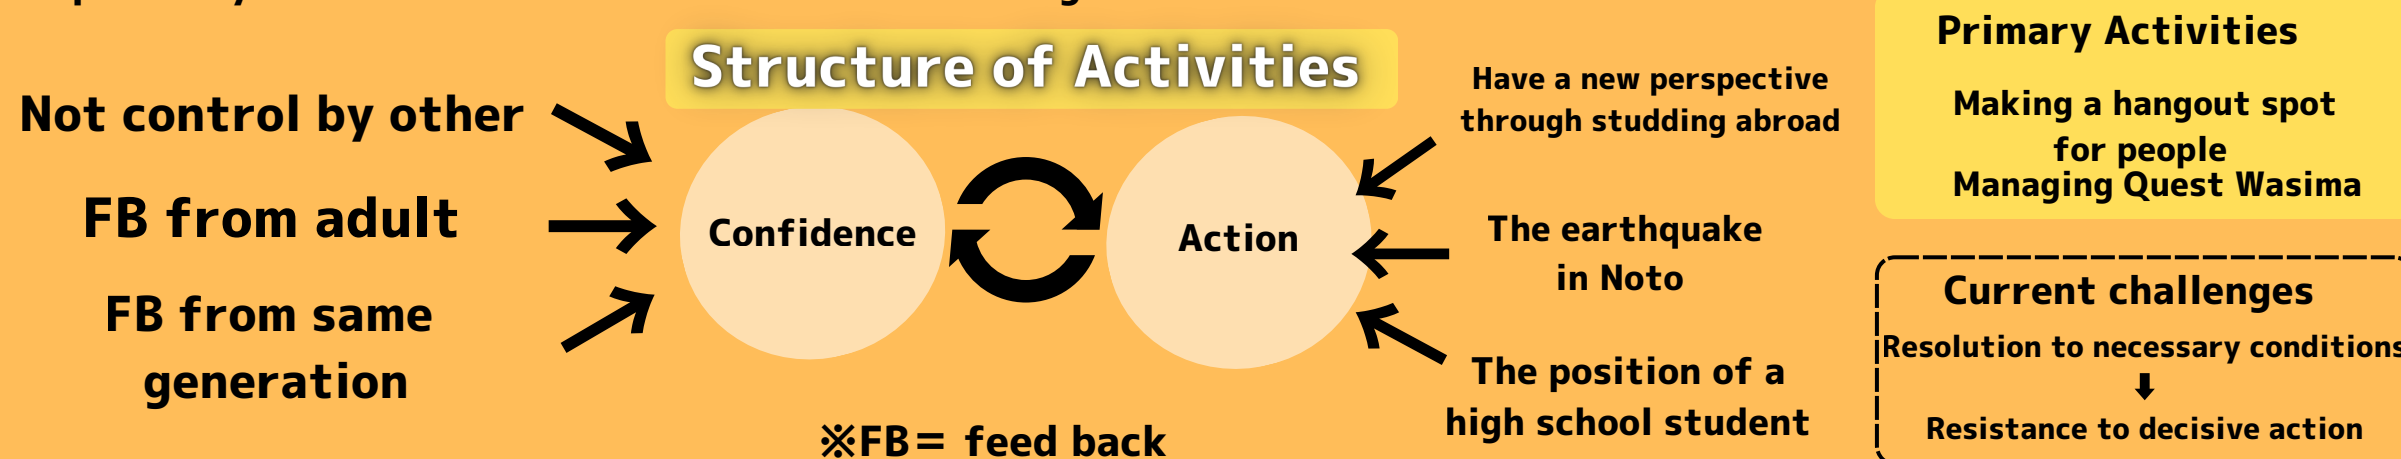 Structure of Activities
Not control by other
FB from adult
FB from same
generation
Confidence
Action
※FB= feed back
Have a new perspective
through studding abroad
The earthquake
in Noto
The position of a
high school student
Primary Activities
Making a hangout spot
for people
Managing Quest Wasima
Current challenges
Resolution to necessary conditions
⬇
Resistance to decisive action